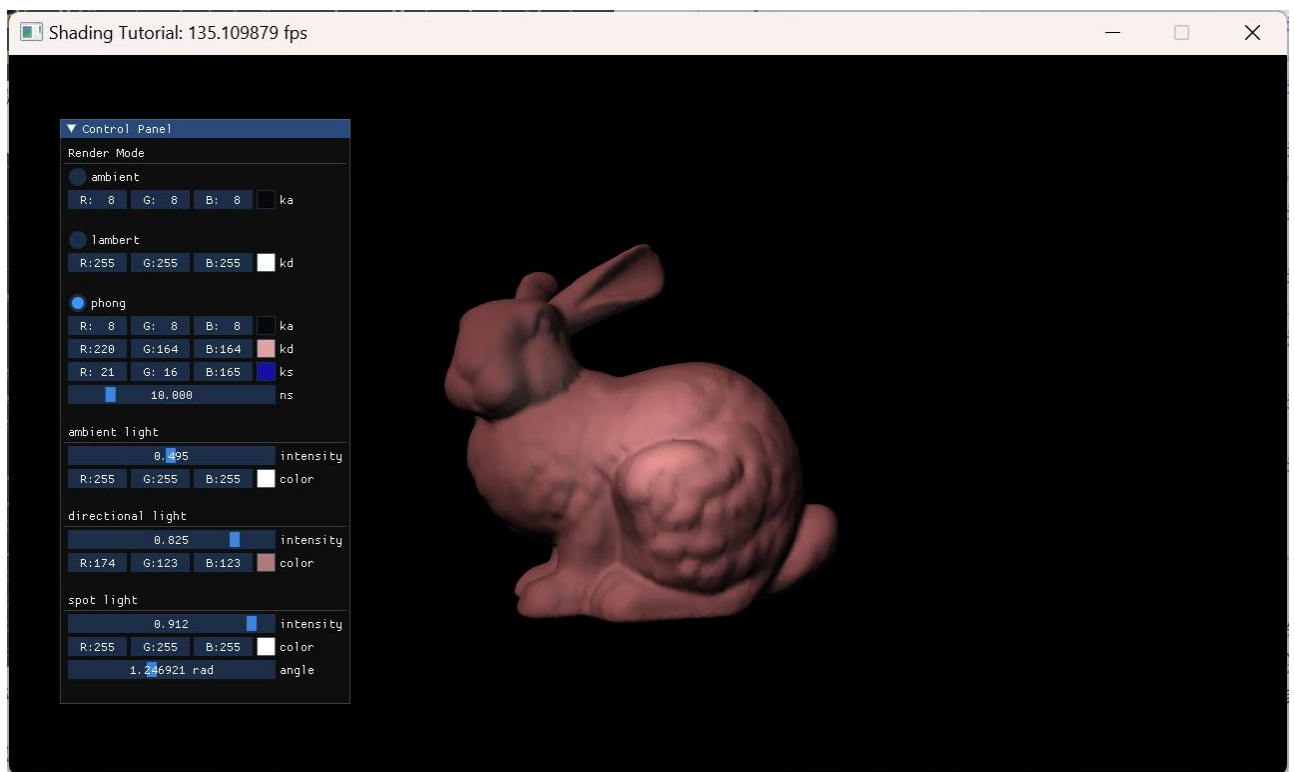 Shading Tutorial: 135.109879 fps
Control Panel
Render Mode
ambient
R: 8 G: 8 B: 8 ka
lambert
R:255 G:255 B:255 kd
phong
R: 8 G: 8 B: 8 ka
R:220 G:164 B:164 kd
R: 21 G: 16 B:165 ks
10.000 ns
ambient light
0.495 intensity
R:255 G:255 B:255 color
directional light
0.825 intensity
R:174 G:123 B:123 color
spot light
0.912 intensity
R:255 G:255 B:255 color
1.246921 rad angle